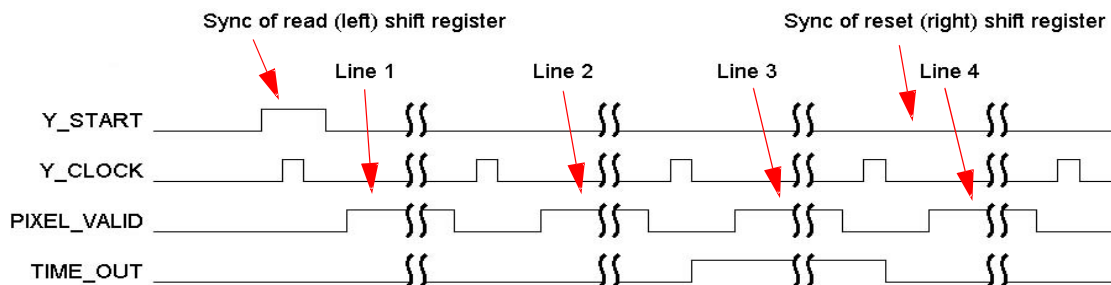 Sync of read (left) shift register
Sync of reset (right) shift register
Line 1
Line 2
Line 3
Line 4
Y_START
Y_CLOCK
PIXEL_VALID
TIME_OUT